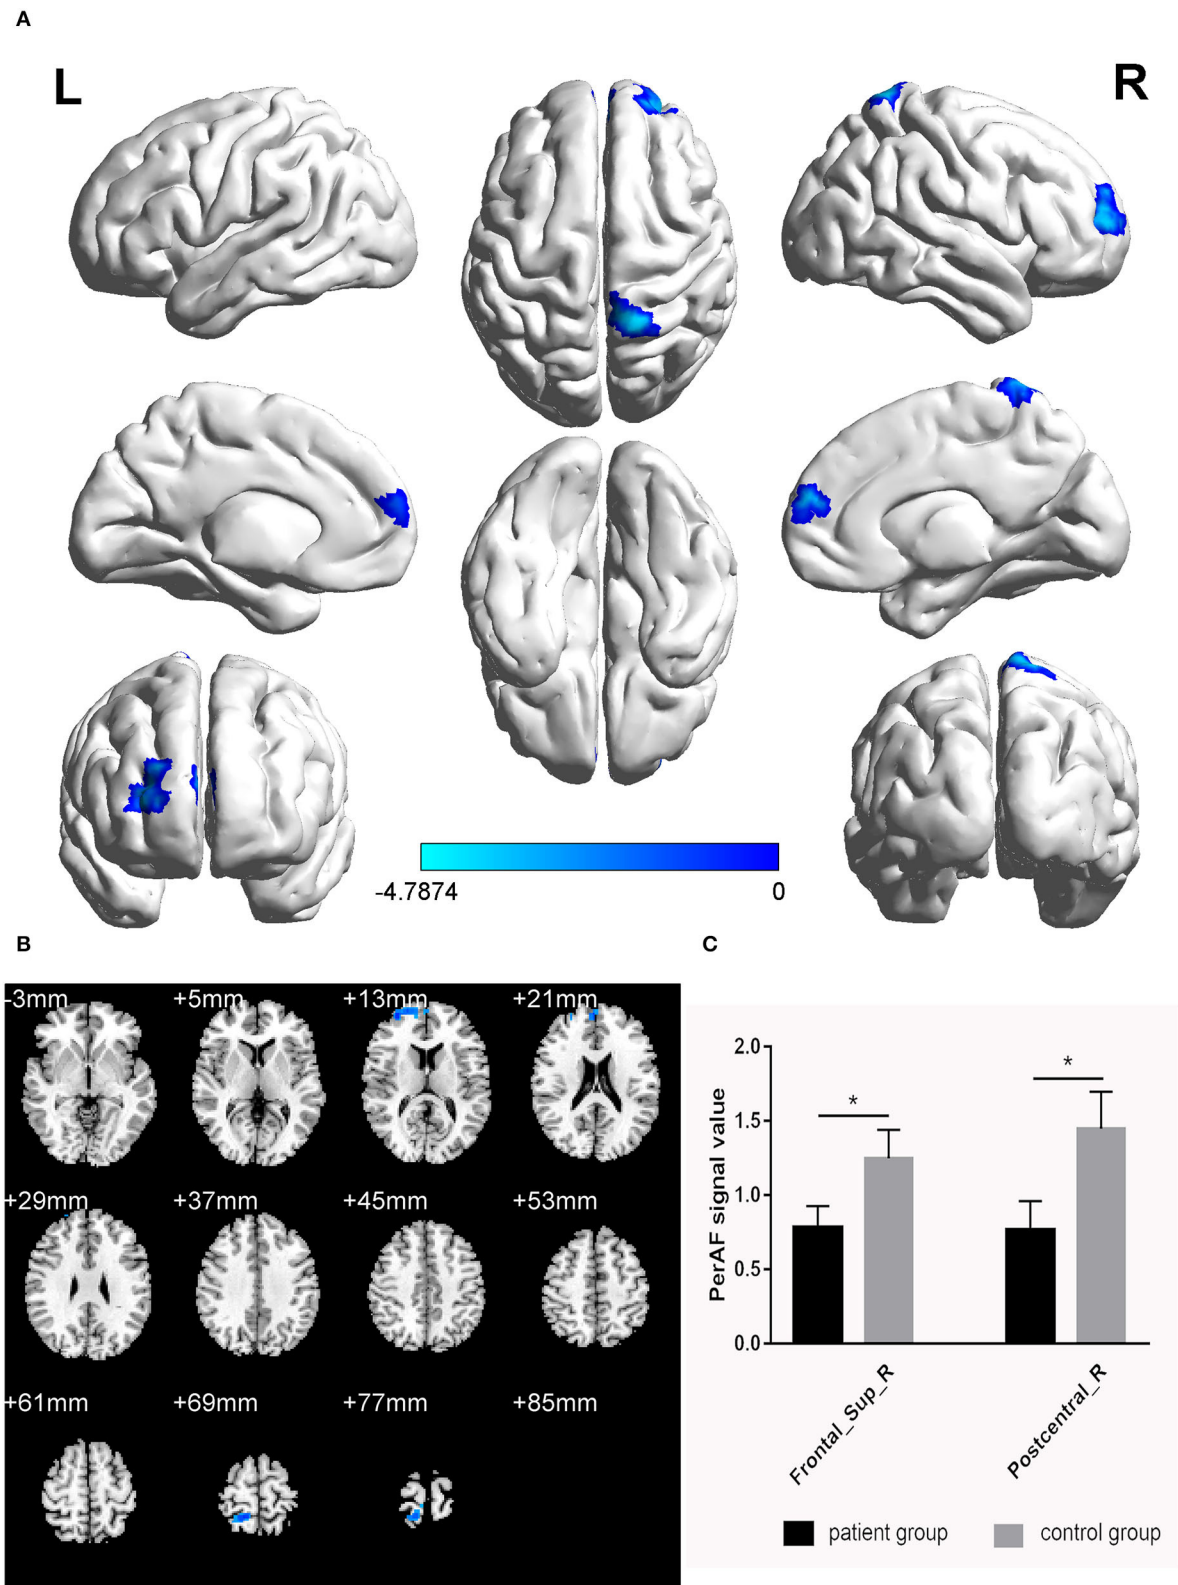 A
L
R
-4.7874
0
B
C
-3mm
+5mm
+13mm
+21mm
+29mm
+37mm
+45mm
+53mm
+61mm
+69mm
+77mm
+85mm
PerAF signal value
2.0
1.5
1.0
0.5
0.0
*
*
Frontal_Sup_R
Postcentral_R
patient group
control group